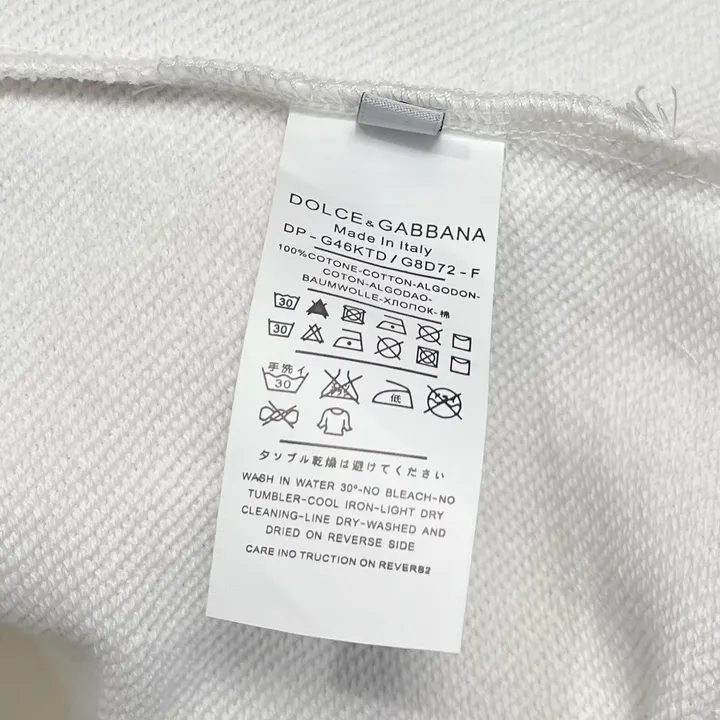 DOLCE & GABBANA
Made In Italy
DP - G46KTD / G8D72 - F
100%COTONE-COTTON-ALGODON-
COTON-ALGODAO-
BAUMWOLLE-ХЛОПОК-棉
30
30
手洗イ
30
低
タツブル乾燥は避けてください
WASH IN WATER 30°-NO BLEACH-NO
TUMBLER-COOL IRON-LIGHT DRY
CLEANING-LINE DRY-WASHED AND
DRIED ON REVERSE SIDE
CARE INO TRUCTION ON REVERB2